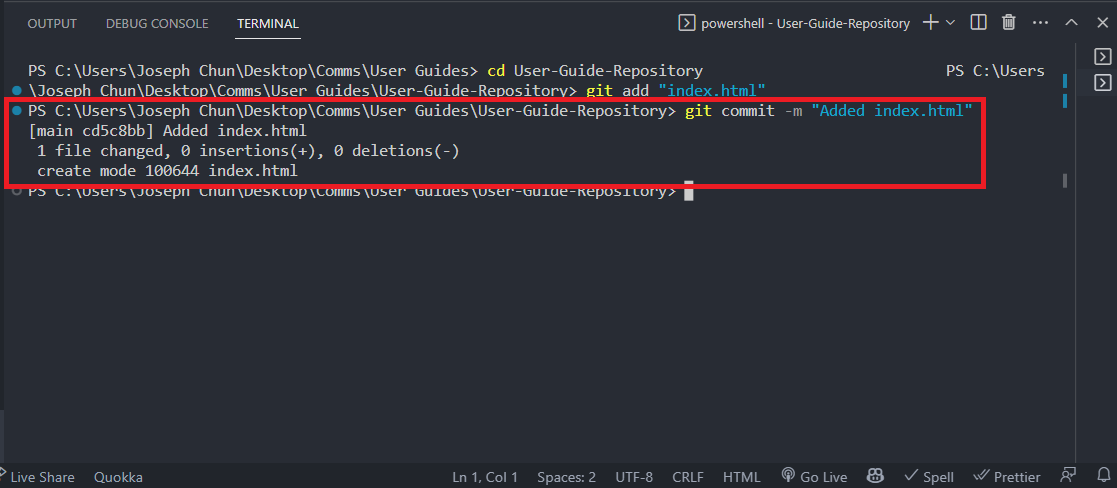 OUTPUT DEBUG CONSOLE TERMINAL powershell - User-Guide-Repository
PS C:\Users\Joseph Chun\Desktop\Comms\User Guides> cd User-Guide-Repository PS C:\Users
\Joseph Chun\Desktop\Comms\User Guides\User-Guide-Repository> git add "index.html"
PS C:\Users\Joseph Chun\Desktop\Comms\User Guides\User-Guide-Repository> git commit -m "Added index.html"
[main cd5c8bb] Added index.html
1 file changed, 0 insertions(+), 0 deletions(-)
create mode 100644 index.html
PS C:\Users\Joseph Chun\Desktop\Comms\User Guides\User-Guide-Repository>
Live Share Quokka Ln 1, Col 1 Spaces: 2 UTF-8 CRLF HTML Go Live Spell Prettier